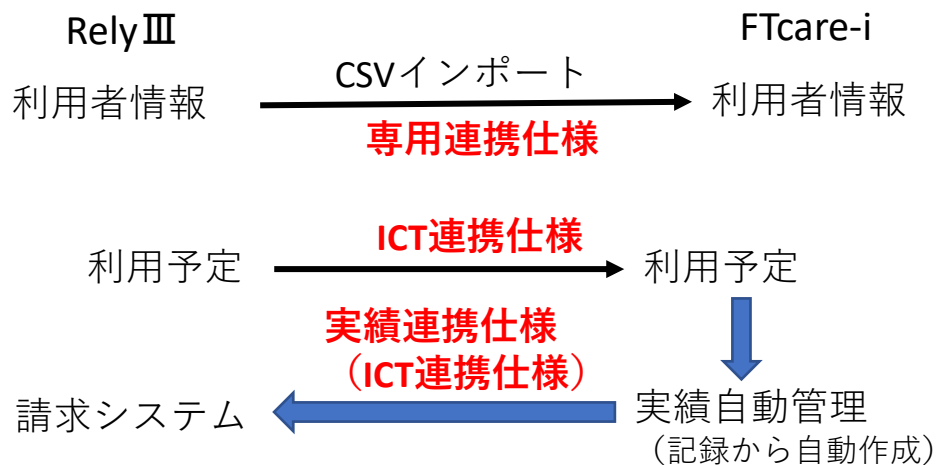 RelyⅢ
FTcare-i
利用者情報
CSVインポート
利用者情報
専用連携仕様
ICT連携仕様
利用予定
利用予定
実績連携仕様
（ICT連携仕様）
請求システム
実績自動管理
（記録から自動作成）